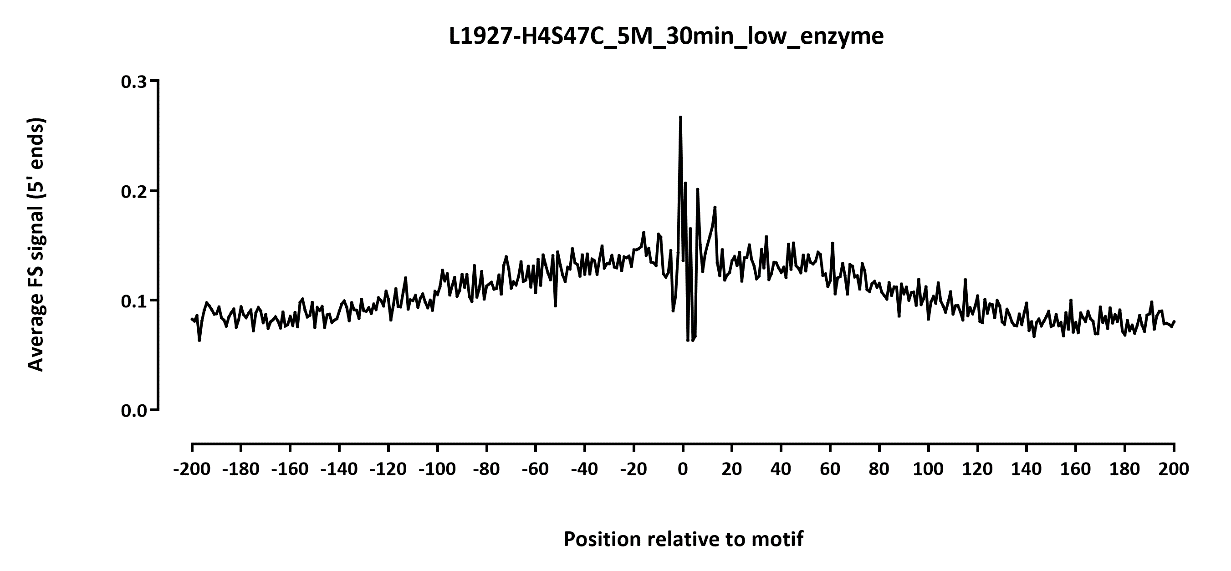 L1927-H4S47C_5M_30min_low_enzyme
Average FS signal (5' ends)
0.3
0.2
0.1
0.0
-200 -180 -160 -140 -120 -100 -80 -60 -40 -20 0 20 40 60 80 100 120 140 160 180 200
Position relative to motif